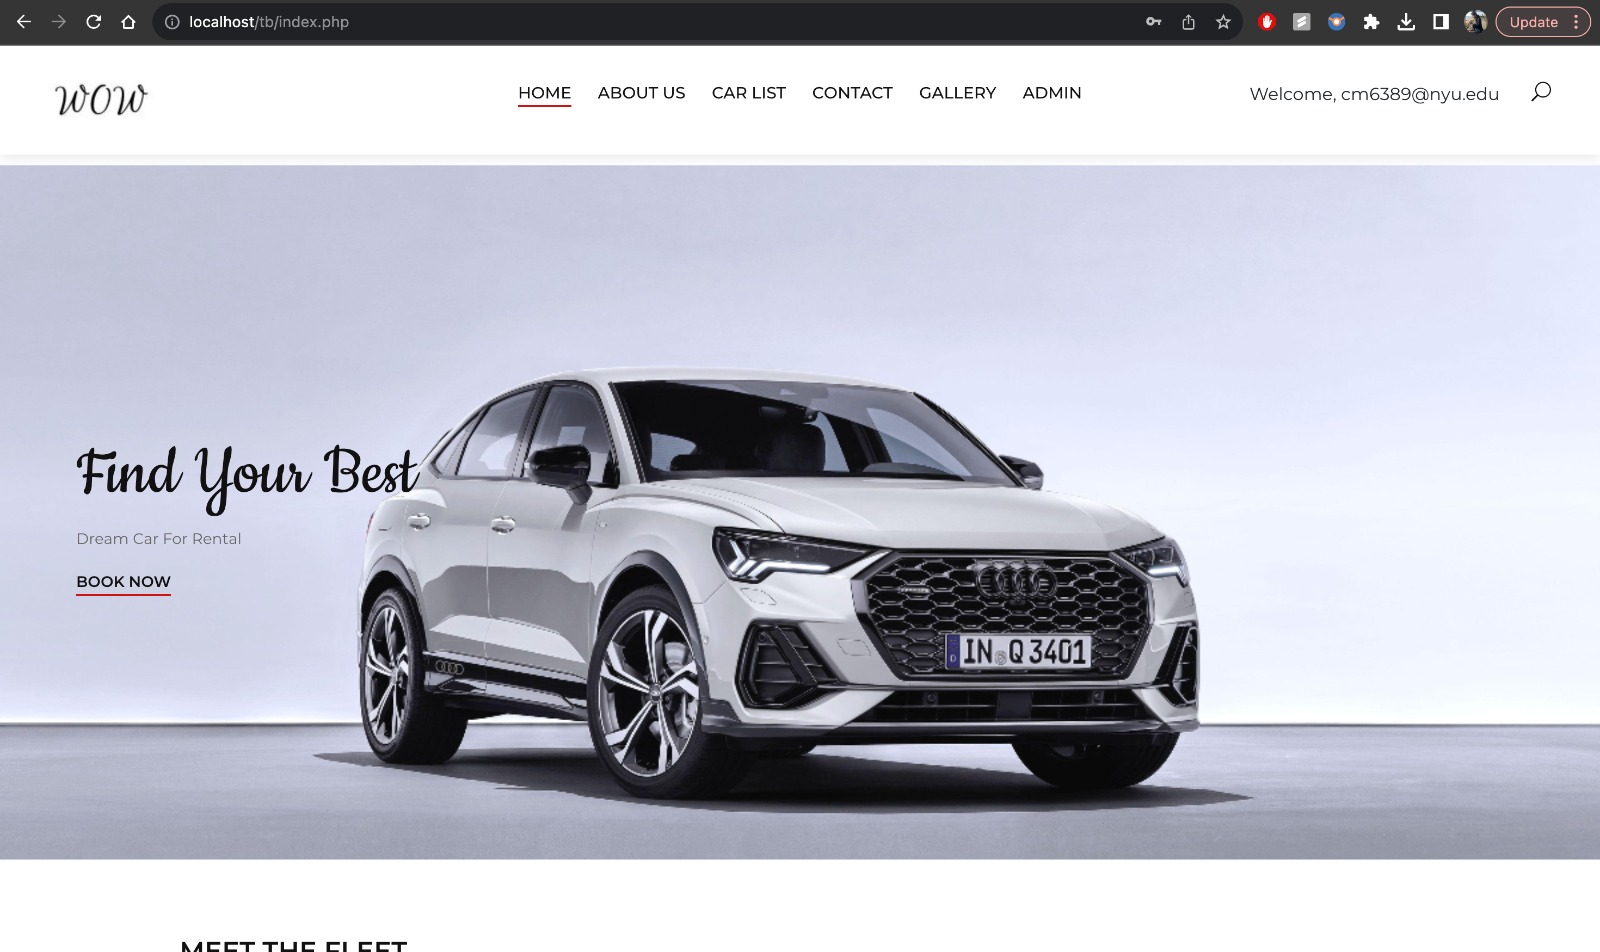 localhost/tb/index.php
Update
WOW
HOME ABOUT US CAR LIST CONTACT GALLERY ADMIN
Welcome, cm6389@nyu.edu
Find Your Best
Dream Car For Rental
BOOK NOW
IN Q 3401
MEET THE FLEET